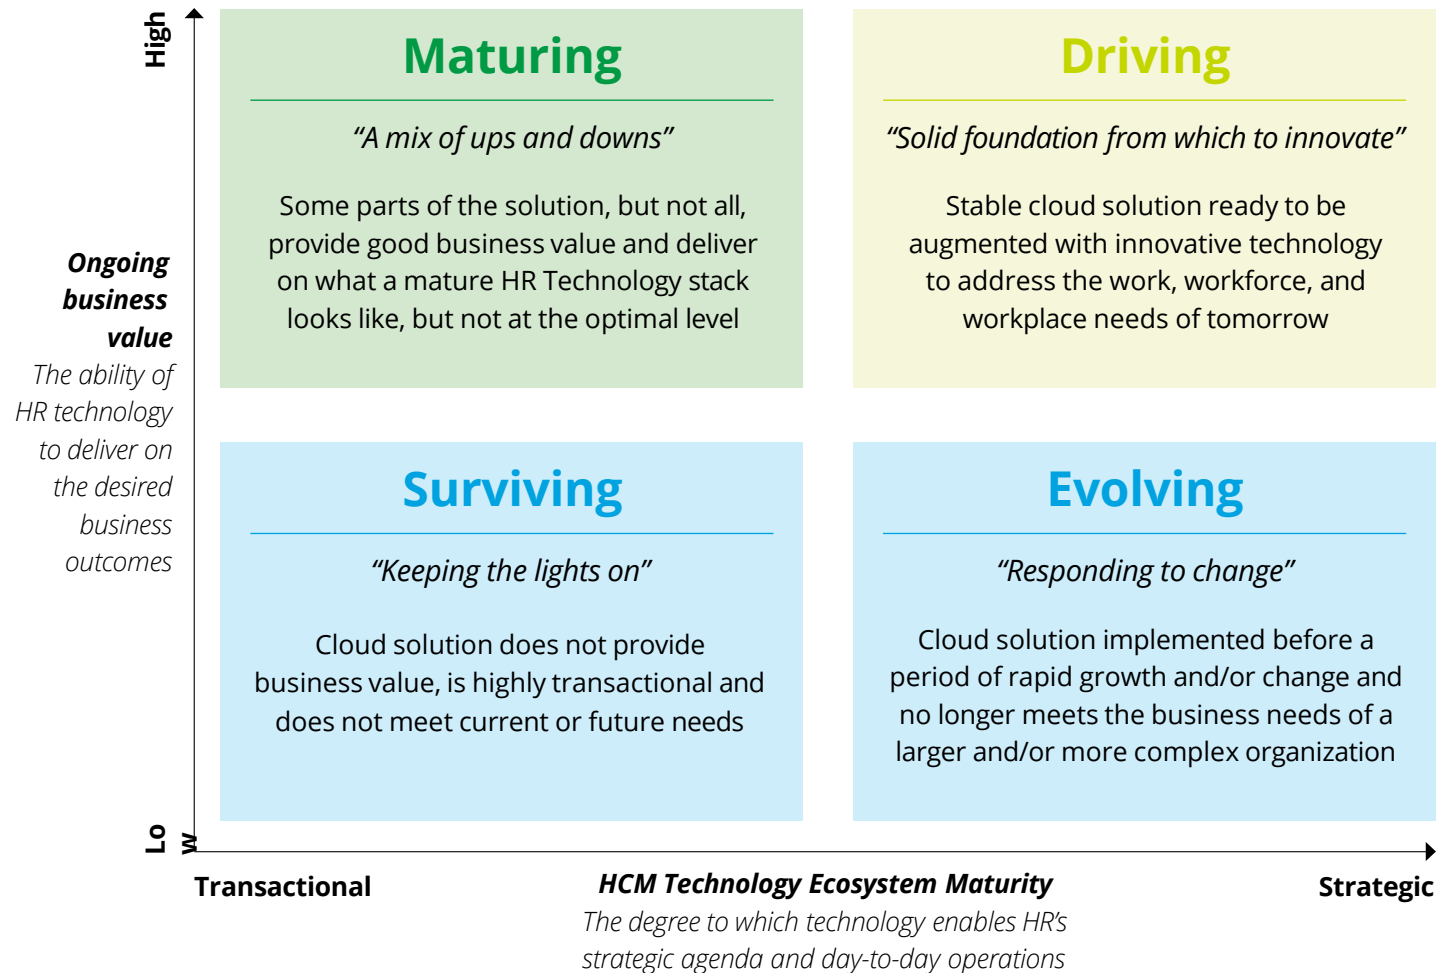 High
Maturing
“A mix of ups and downs”
Some parts of the solution, but not all,
provide good business value and deliver
on what a mature HR Technology stack
looks like, but not at the optimal level
Driving
“Solid foundation from which to innovate”
Stable cloud solution ready to be
augmented with innovative technology
to address the work, workforce, and
workplace needs of tomorrow
Ongoing
business
value
The ability of
HR technology
to deliver on
the desired
business
outcomes
Surviving
“Keeping the lights on”
Cloud solution does not provide
business value, is highly transactional and
does not meet current or future needs
Evolving
“Responding to change”
Cloud solution implemented before a
period of rapid growth and/or change and
no longer meets the business needs of a
larger and/or more complex organization
Lo
w
Transactional
HCM Technology Ecosystem Maturity
The degree to which technology enables HR’s
strategic agenda and day-to-day operations
Strategic